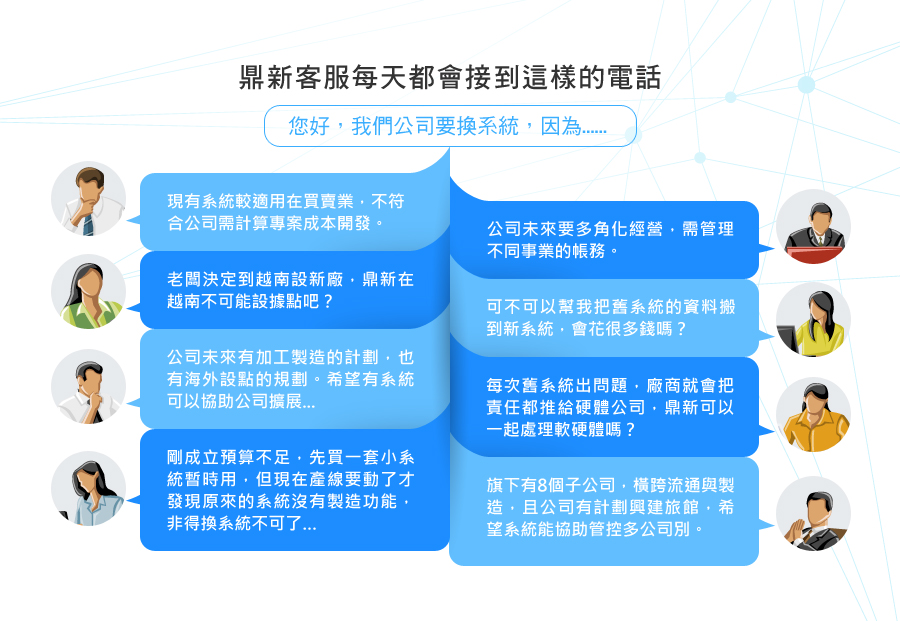 鼎新客服每天都會接到這樣的電話
您好，我們公司要換系統，因為......
現有系統較適用在買賣業，不符
合公司需計算專案成本開發。
老闆決定到越南設新廠，鼎新在
越南不可能設據點吧？
公司未來有加工製造的計劃，也
有海外設點的規劃。希望有系統
可以協助公司擴展...
剛成立預算不足，先買一套小系
統暫時用，但現在產線要動了才
發現原來的系統沒有製造功能，
非得換系統不可了...
公司未來要多角化經營，需管理
不同事業的帳務。
可不可以幫我把舊系統的資料搬
到新系統，會花很多錢嗎？
每次舊系統出問題，廠商就會把
責任都推給硬體公司，鼎新可以
一起處理軟硬體嗎？
旗下有8個子公司，橫跨流通與製
造，且公司有計劃興建旅館，希
望系統能協助管控多公司別。